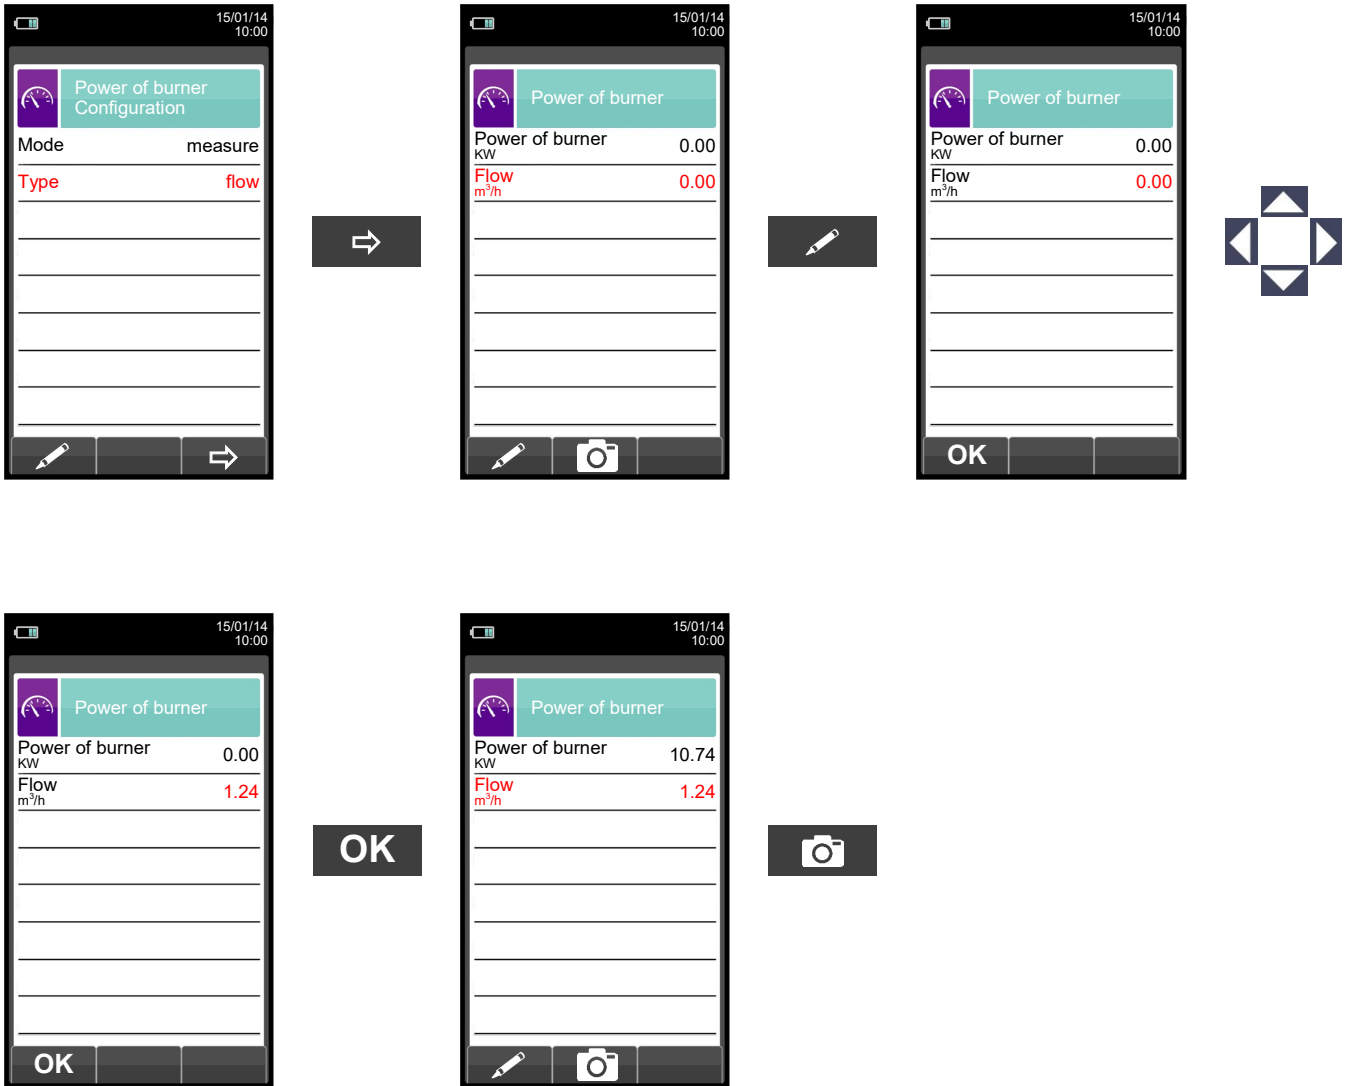 15/01/14
10:00
Power of burner
Configuration
Mode measure
Type flow
15/01/14
10:00
Power of burner
Power of burner 0.00
KW
Flow 0.00
m³/h
15/01/14
10:00
Power of burner
Power of burner 0.00
KW
Flow 0.00
m³/h
OK
15/01/14
10:00
Power of burner
Power of burner 0.00
KW
Flow 1.24
m³/h
OK
OK
15/01/14
10:00
Power of burner
Power of burner 10.74
KW
Flow 1.24
m³/h